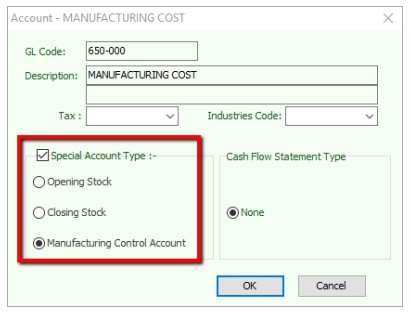 Account - MANUFACTURING COST
GL Code: 650-000
Description: MANUFACTURING COST
Tax : Industries Code:
Special Account Type :-
Opening Stock
Closing Stock
Manufacturing Control Account
Cash Flow Statement Type
None
OK Cancel